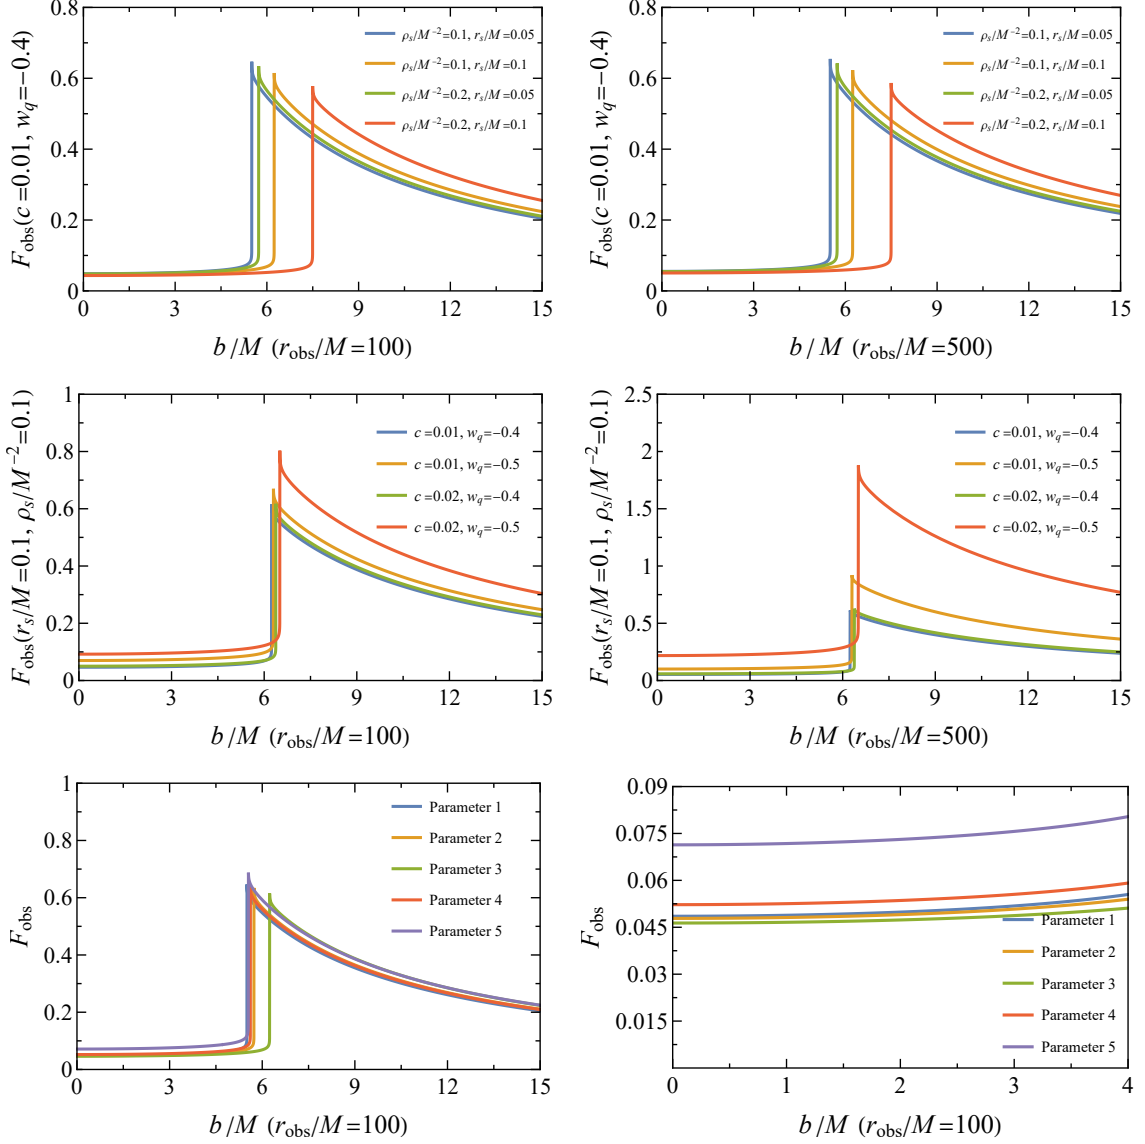 F_obs(c=0.01, w_q=−0.4)
0.8
0.6
0.4
0.2
0
ρ_s/M⁻²=0.1, r_s/M=0.05
ρ_s/M⁻²=0.1, r_s/M=0.1
ρ_s/M⁻²=0.2, r_s/M=0.05
ρ_s/M⁻²=0.2, r_s/M=0.1
0 3 6 9 12 15
b/M (r_obs/M=100)
F_obs(c=0.01, w_q=−0.4)
0.8
0.6
0.4
0.2
0
ρ_s/M⁻²=0.1, r_s/M=0.05
ρ_s/M⁻²=0.1, r_s/M=0.1
ρ_s/M⁻²=0.2, r_s/M=0.05
ρ_s/M⁻²=0.2, r_s/M=0.1
0 3 6 9 12 15
b/M (r_obs/M=500)
F_obs(r_s/M=0.1, ρ_s/M⁻²=0.1)
1
0.8
0.6
0.4
0.2
0
c=0.01, w_q=−0.4
c=0.01, w_q=−0.5
c=0.02, w_q=−0.4
c=0.02, w_q=−0.5
0 3 6 9 12 15
b/M (r_obs/M=100)
F_obs(r_s/M=0.1, ρ_s/M⁻²=0.1)
2.5
2
1.5
1
0.5
0
c=0.01, w_q=−0.4
c=0.01, w_q=−0.5
c=0.02, w_q=−0.4
c=0.02, w_q=−0.5
0 3 6 9 12 15
b/M (r_obs/M=500)
F_obs
1
0.8
0.6
0.4
0.2
0
Parameter 1
Parameter 2
Parameter 3
Parameter 4
Parameter 5
0 3 6 9 12 15
b/M (r_obs/M=100)
F_obs
0.09
0.075
0.06
0.045
0.03
0.015
Parameter 1
Parameter 2
Parameter 3
Parameter 4
Parameter 5
0 1 2 3 4
b/M (r_obs/M=100)